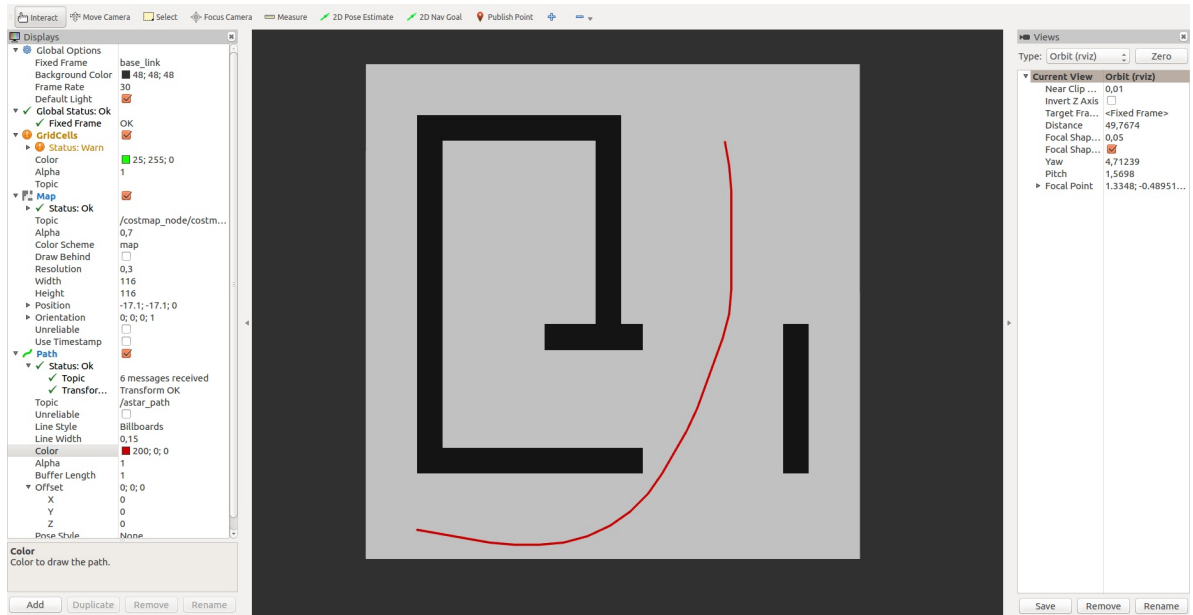 Interact Move Camera Select Focus Camera Measure 2D Pose Estimate 2D Nav Goal Publish Point
Displays
Global Options
Fixed Frame base_link
Background Color 48; 48; 48
Frame Rate 30
Default Light
Global Status: Ok
Fixed Frame OK
GridCells
Status: Warn
Color 25; 255; 0
Alpha 1
Topic
Map
Status: Ok
Topic /costmap_node/costm...
Alpha 0,7
Color Scheme map
Draw Behind
Resolution 0,3
Width 116
Height 116
Position -17.1; -17.1; 0
Orientation 0; 0; 0; 1
Unreliable
Use Timestamp
Path
Status: Ok
Topic 6 messages received
Transfor... Transform OK
Topic /astar_path
Unreliable
Line Style Billboards
Line Width 0,15
Color 200; 0; 0
Alpha 1
Buffer Length 1
Offset 0; 0; 0
X 0
Y 0
Z 0
Pose Style None
Color
Color to draw the path.
Add Duplicate Remove Rename
Views
Type: Orbit (rviz) Zero
Current View Orbit (rviz)
Near Clip ... 0,01
Invert Z Axis
Target Fra... <Fixed Frame>
Distance 49,7674
Focal Shap... 0,05
Focal Shap...
Yaw 4,71239
Pitch 1,5698
Focal Point 1.3348; -0.48951...
Save Remove Rename